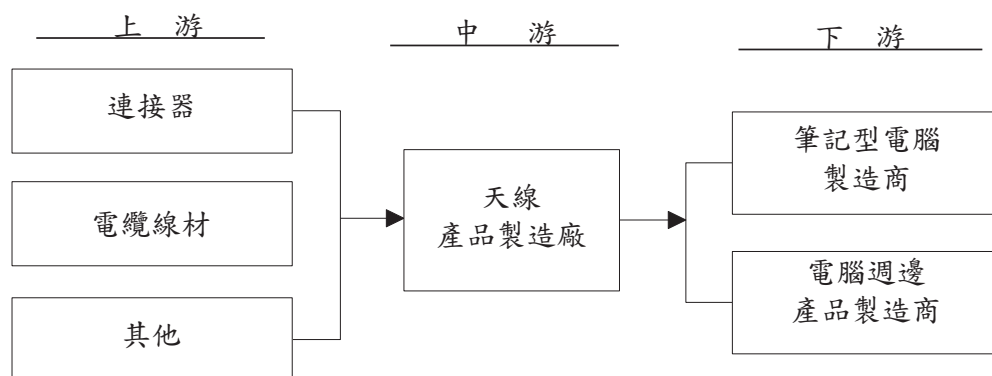 上 游
中 游
下 游
連接器
電纜線材
其他
天線
產品製造廠
筆記型電腦
製造商
電腦週邊
產品製造商